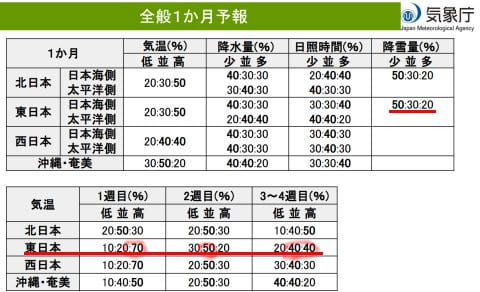 全般1か月予報
気象庁
Japan Meteorological Agency
1か月 気温(%) 降水量(%) 日照時間(%) 降雪量(%)
低 並 高 少 並 多 少 並 多 少 並 多
北日本 日本海側 20:30:50 40:30:30 20:40:40 50:30:20
太平洋側 40:30:30 30:30:40
東日本 日本海側 20:30:50 30:40:30 30:30:40 50:30:20
太平洋側 20:40:40 40:40:20
西日本 日本海側 20:40:40 30:40:30 30:40:30
太平洋側 30:40:30 40:30:30
沖縄・奄美 30:50:20 40:40:20 30:30:40
気温 1週目(%) 2週目(%) 3~4週目(%)
低 並 高 低 並 高 低 並 高
北日本 20:50:30 20:50:30 10:40:50
東日本 10:20:70 30:50:20 20:40:40
西日本 10:20:70 20:50:30 30:40:30
沖縄・奄美 10:40:50 20:50:30 40:40:20